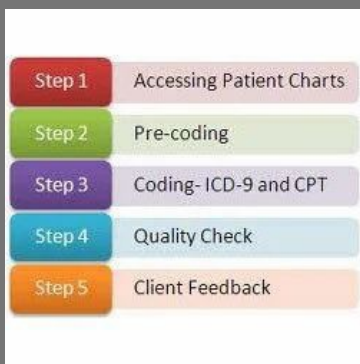 Step 1 Accessing Patient Charts
Step 2 Pre-coding
Step 3 Coding- ICD-9 and CPT
Step 4 Quality Check
Step 5 Client Feedback